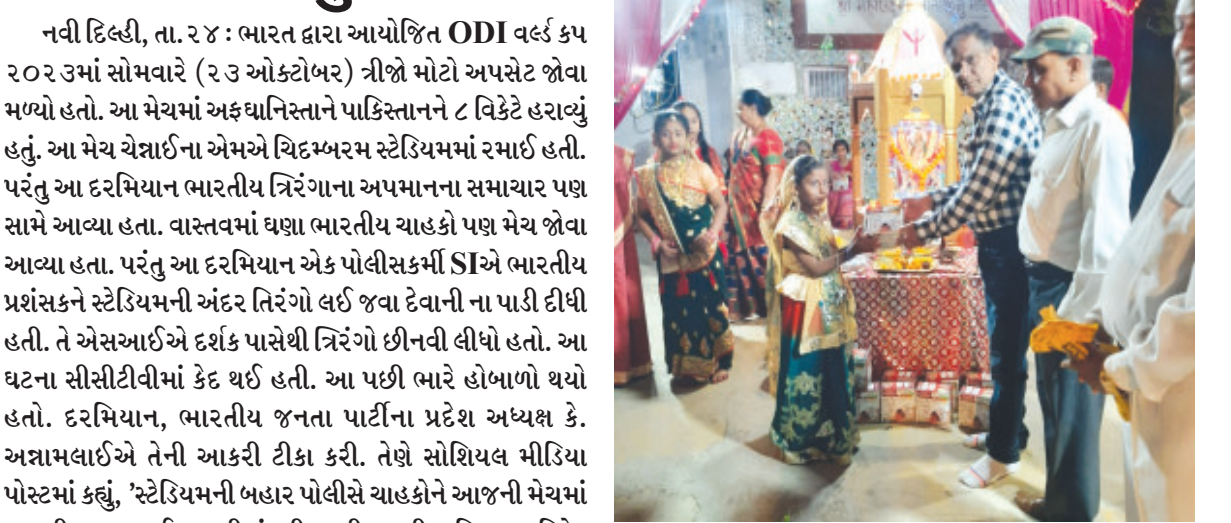 નવી દિલ્હી, તા. ૨૪ : ભારત દ્વારા આયોજિત ODI વર્લ્ડ કપ
૨૦૨૩માં સોમવારે (૨૩ ઓક્ટોબર) ત્રીજો મોટો અપસેટ જોવા
મળ્યો હતો. આ મેચમાં અફઘાનિસ્તાને પાકિસ્તાનને ૮ વિકેટે હરાવ્યું
હતું. આ મેચ ચેન્નાઈના એમએ ચિદમ્બરમ સ્ટેડિયમમાં રમાઈ હતી.
પરંતુ આ દરમિયાન ભારતીય ત્રિરંગાના અપમાનના સમાચાર પણ
સામે આવ્યા હતા. વાસ્તવમાં ઘણા ભારતીય ચાહકો પણ મેચ જોવા
આવ્યા હતા. પરંતુ આ દરમિયાન એક પોલીસકર્મી SIએ ભારતીય
પ્રશંસકને સ્ટેડિયમની અંદર તિરંગો લઈ જવા દેવાની ના પાડી દીધી
હતી. તે એસઆઈએ દર્શક પાસેથી ત્રિરંગો છીનવી લીધો હતો. આ
ઘટના સીસીટીવીમાં કેદ થઈ હતી. આ પછી ભારે હોબાળો થયો
હતો. દરમિયાન, ભારતીય જનતા પાર્ટીના પ્રદેશ અધ્યક્ષ કે.
અન્નામલાઈએ તેની આકરી ટીકા કરી. તેણે સોશિયલ મીડિયા
પોસ્ટમાં કહ્યું, 'સ્ટેડિયમની બહાર પોલીસે ચાહકોને આજની મેચમાં